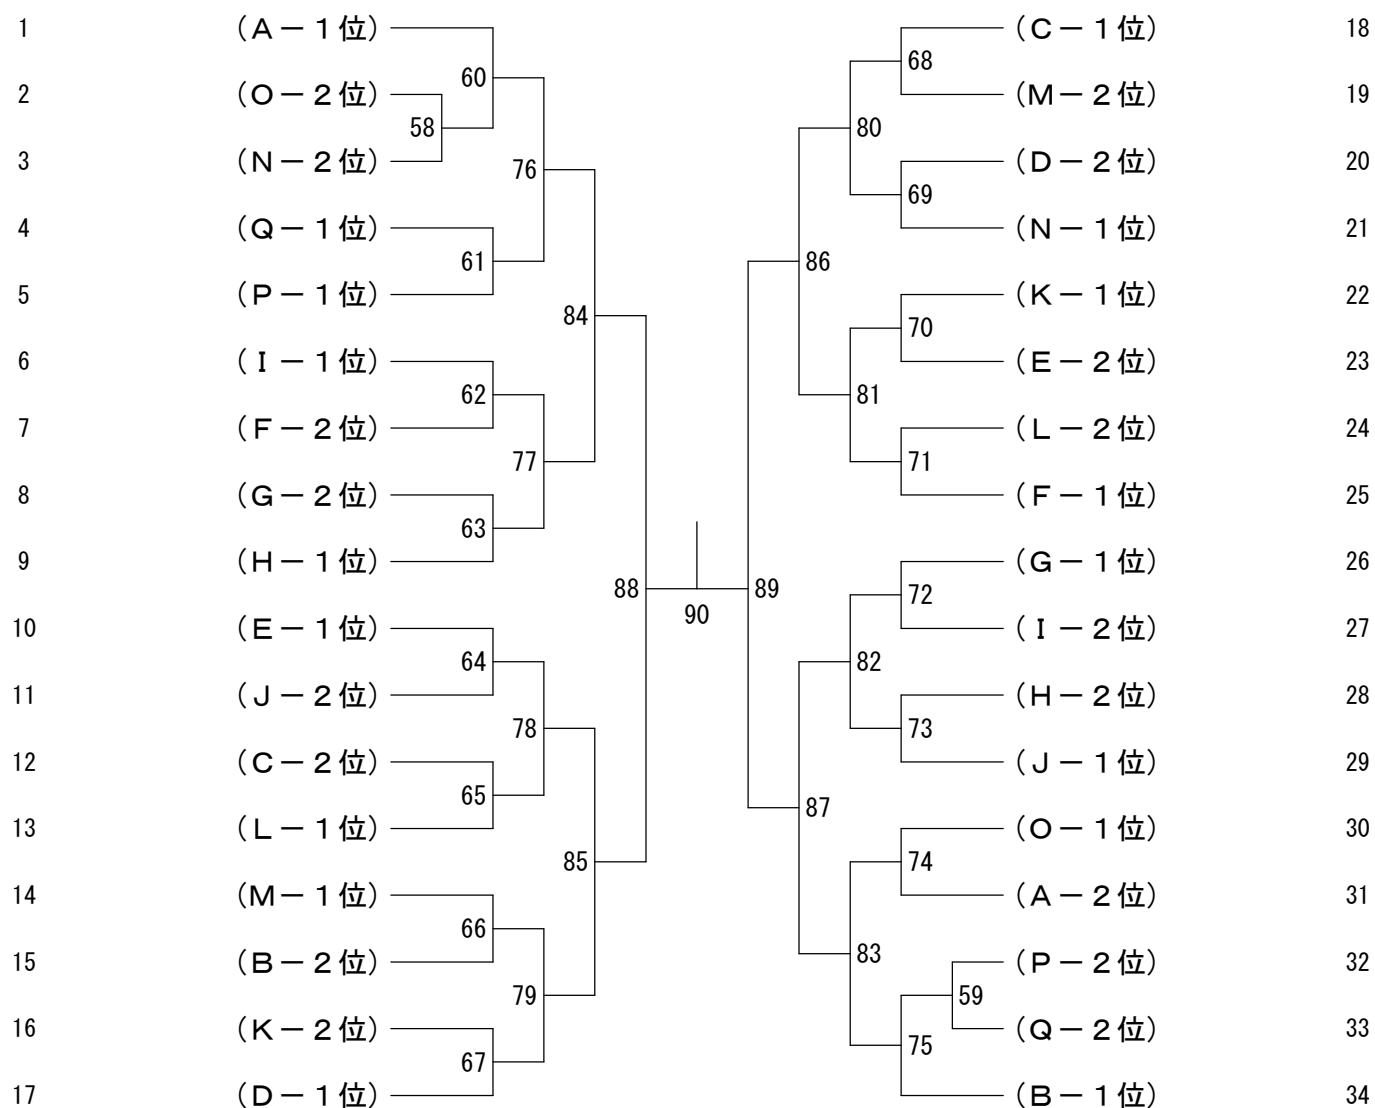 1 (A－1位) (C－1位) 18
60 68
2 (O－2位) (M－2位) 19
58 80
3 (N－2位) 76 (D－2位) 20
69
4 (Q－1位) (N－1位) 21
61 86
5 (P－1位) 84 (K－1位) 22
70
6 (I－1位) (E－2位) 23
62 81
7 (F－2位) (L－2位) 24
77 71
8 (G－2位) (F－1位) 25
63
9 (H－1位) (G－1位) 26
88 90 89 72
10 (E－1位) (I－2位) 27
64 82
11 (J－2位) (H－2位) 28
78 73
12 (C－2位) (J－1位) 29
65 87
13 (L－1位) (O－1位) 30
85 74
14 (M－1位) (A－2位) 31
66 83
15 (B－2位) (P－2位) 32
79 59
16 (K－2位) (Q－2位) 33
67 75
17 (D－1位) (B－1位) 34